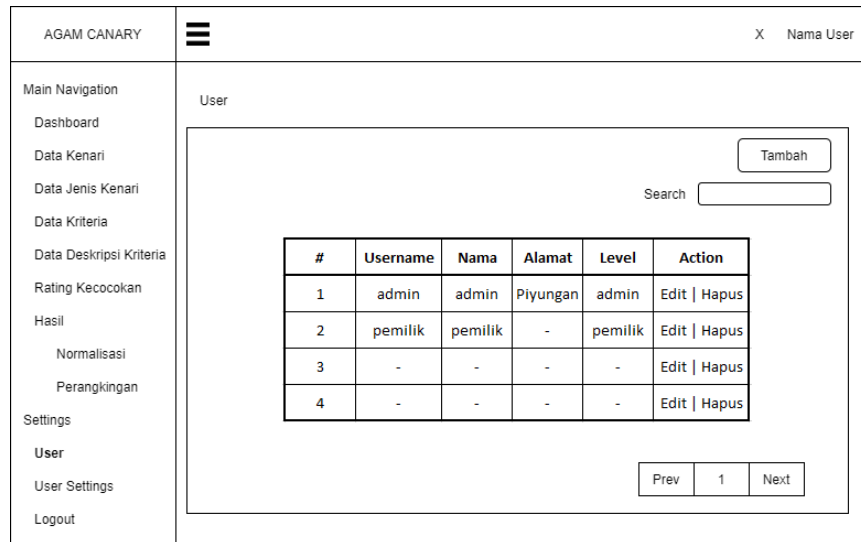 AGAM CANARY
X Nama User
Main Navigation
Dashboard
Data Kenari
Data Jenis Kenari
Data Kriteria
Data Deskripsi Kriteria
Rating Kecocokan
Hasil
Normalisasi
Perangkingan
Settings
User
User Settings
Logout
User
Tambah
Search
# Username Nama Alamat Level Action
1 admin admin Piyungan admin Edit | Hapus
2 pemilik pemilik - pemilik Edit | Hapus
3 - - - - Edit | Hapus
4 - - - - Edit | Hapus
Prev 1 Next